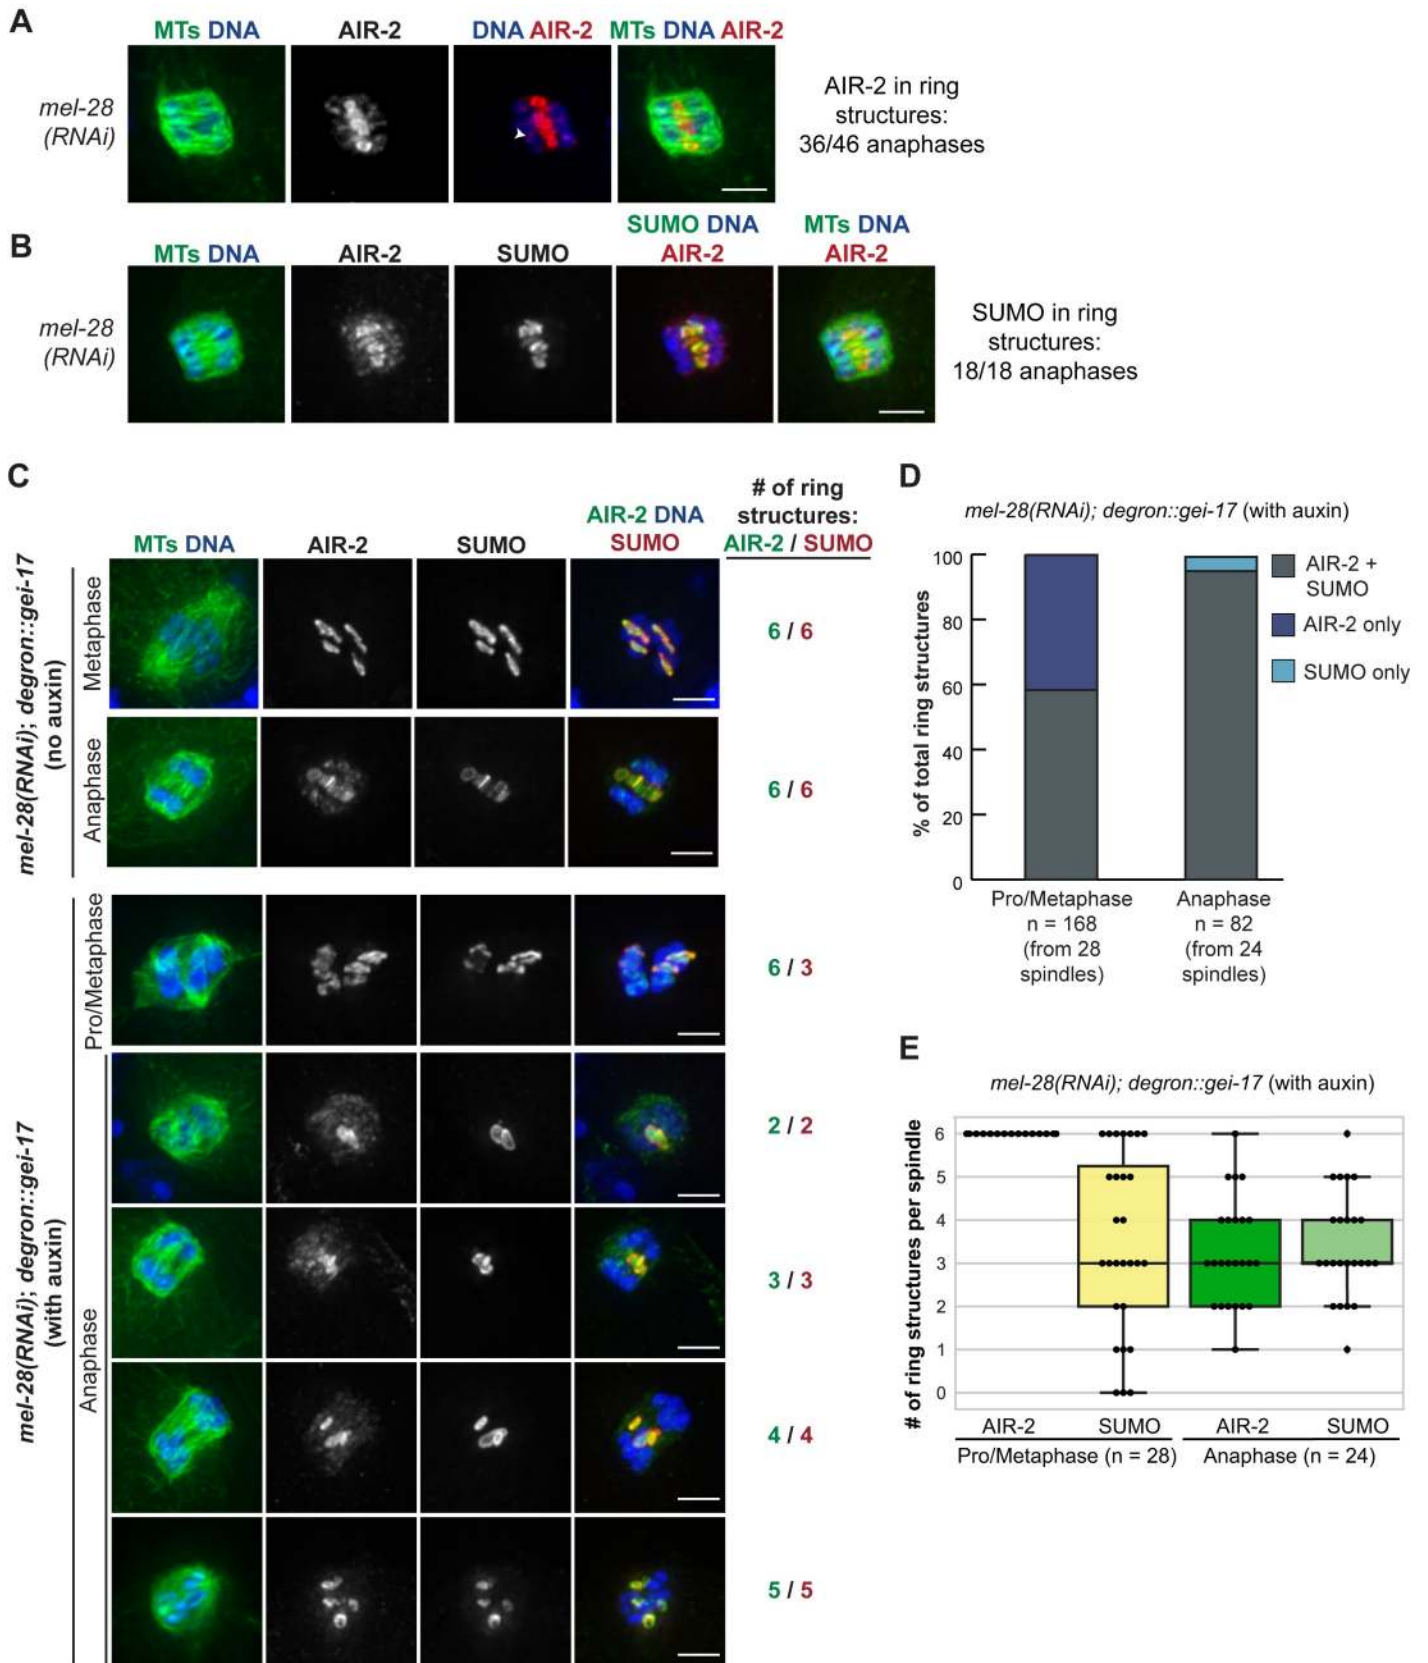 A
MTs DNA
AIR-2
DNA AIR-2
MTs DNA AIR-2
mel-28
(RNAi)
AIR-2 in ring
structures:
36/46 anaphases
B
MTs DNA
AIR-2
SUMO
SUMO DNA
AIR-2
MTs DNA
AIR-2
mel-28
(RNAi)
SUMO in ring
structures:
18/18 anaphases
C
MTs DNA
AIR-2
SUMO
AIR-2 DNA
SUMO
# of ring
structures:
AIR-2 / SUMO
mel-28(RNAi); degron::gei-17
(no auxin)
Metaphase
6 / 6
Anaphase
6 / 6
mel-28(RNAi); degron::gei-17
(with auxin)
Pro/Metaphase
6 / 3
Anaphase
2 / 2
3 / 3
4 / 4
5 / 5
D
mel-28(RNAi); degron::gei-17 (with auxin)
% of total ring structures
100
80
60
40
20
0
AIR-2 +
SUMO
AIR-2 only
SUMO only
Pro/Metaphase
n = 168
(from 28
spindles)
Anaphase
n = 82
(from 24
spindles)
E
mel-28(RNAi); degron::gei-17 (with auxin)
# of ring structures per spindle
6
5
4
3
2
1
0
AIR-2
SUMO
AIR-2
SUMO
Pro/Metaphase (n = 28)
Anaphase (n = 24)